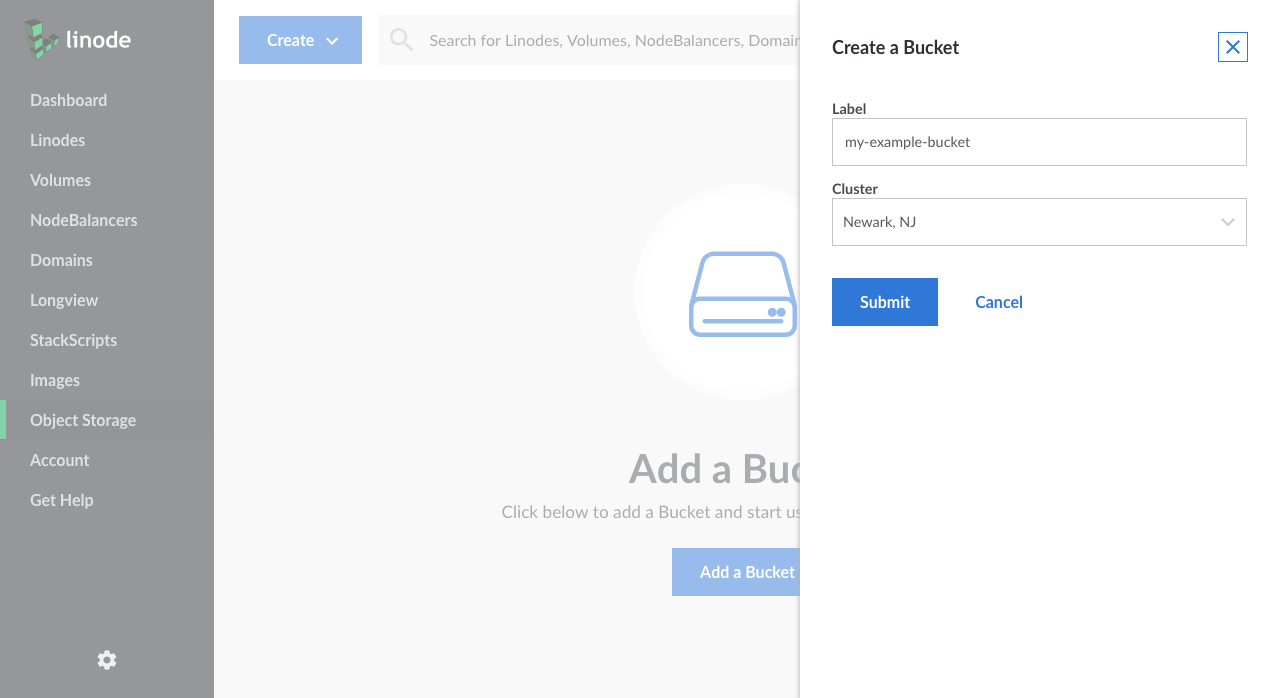 linode
Dashboard
Linodes
Volumes
NodeBalancers
Domains
Longview
StackScripts
Images
Object Storage
Account
Get Help
Create
Search for Linodes, Volumes, NodeBalancers, Domain
Add a Buc
Click below to add a Bucket and start us
Add a Bucket
Create a Bucket
Label
my-example-bucket
Cluster
Newark, NJ
Submit Cancel